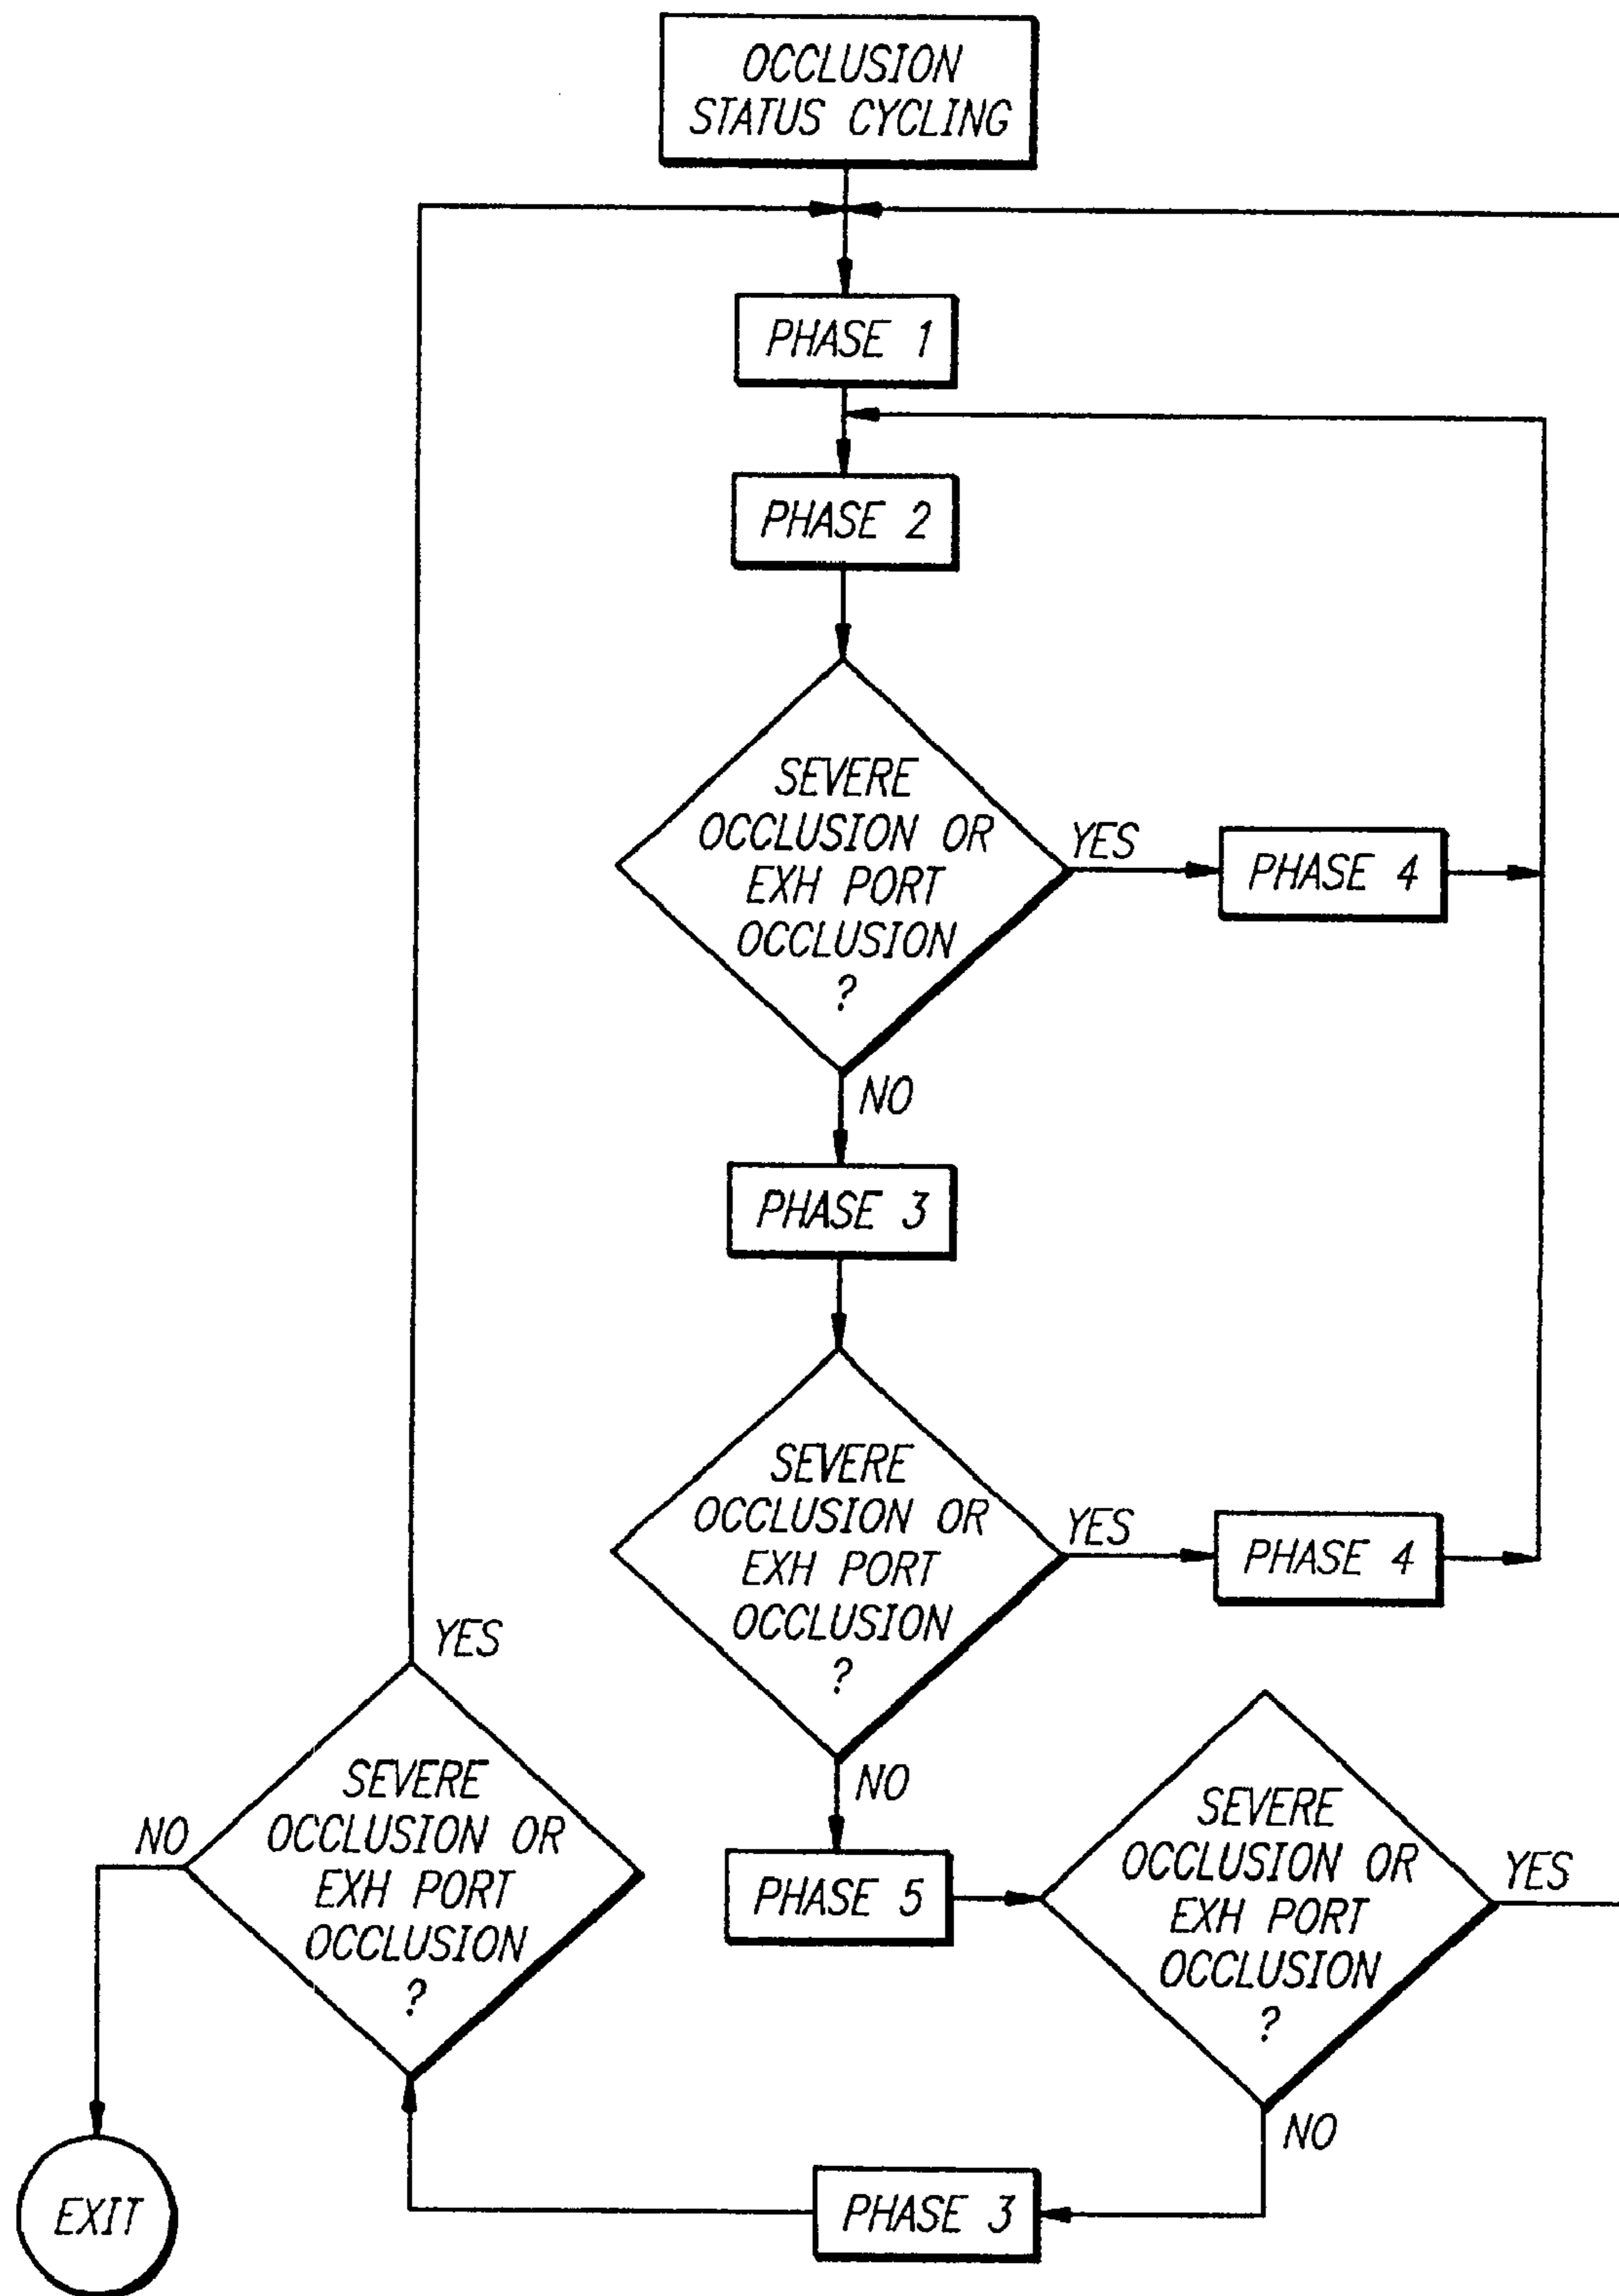 OCCLUSION
STATUS CYCLING
PHASE 1
PHASE 2
SEVERE
OCCLUSION OR
EXH PORT
OCCLUSION
?
YES
PHASE 4
NO
PHASE 3
SEVERE
OCCLUSION OR
EXH PORT
OCCLUSION
?
YES
PHASE 4
NO
PHASE 5
SEVERE
OCCLUSION OR
EXH PORT
OCCLUSION
?
YES
NO
PHASE 3
YES
SEVERE
OCCLUSION OR
EXH PORT
OCCLUSION
?
NO
EXIT